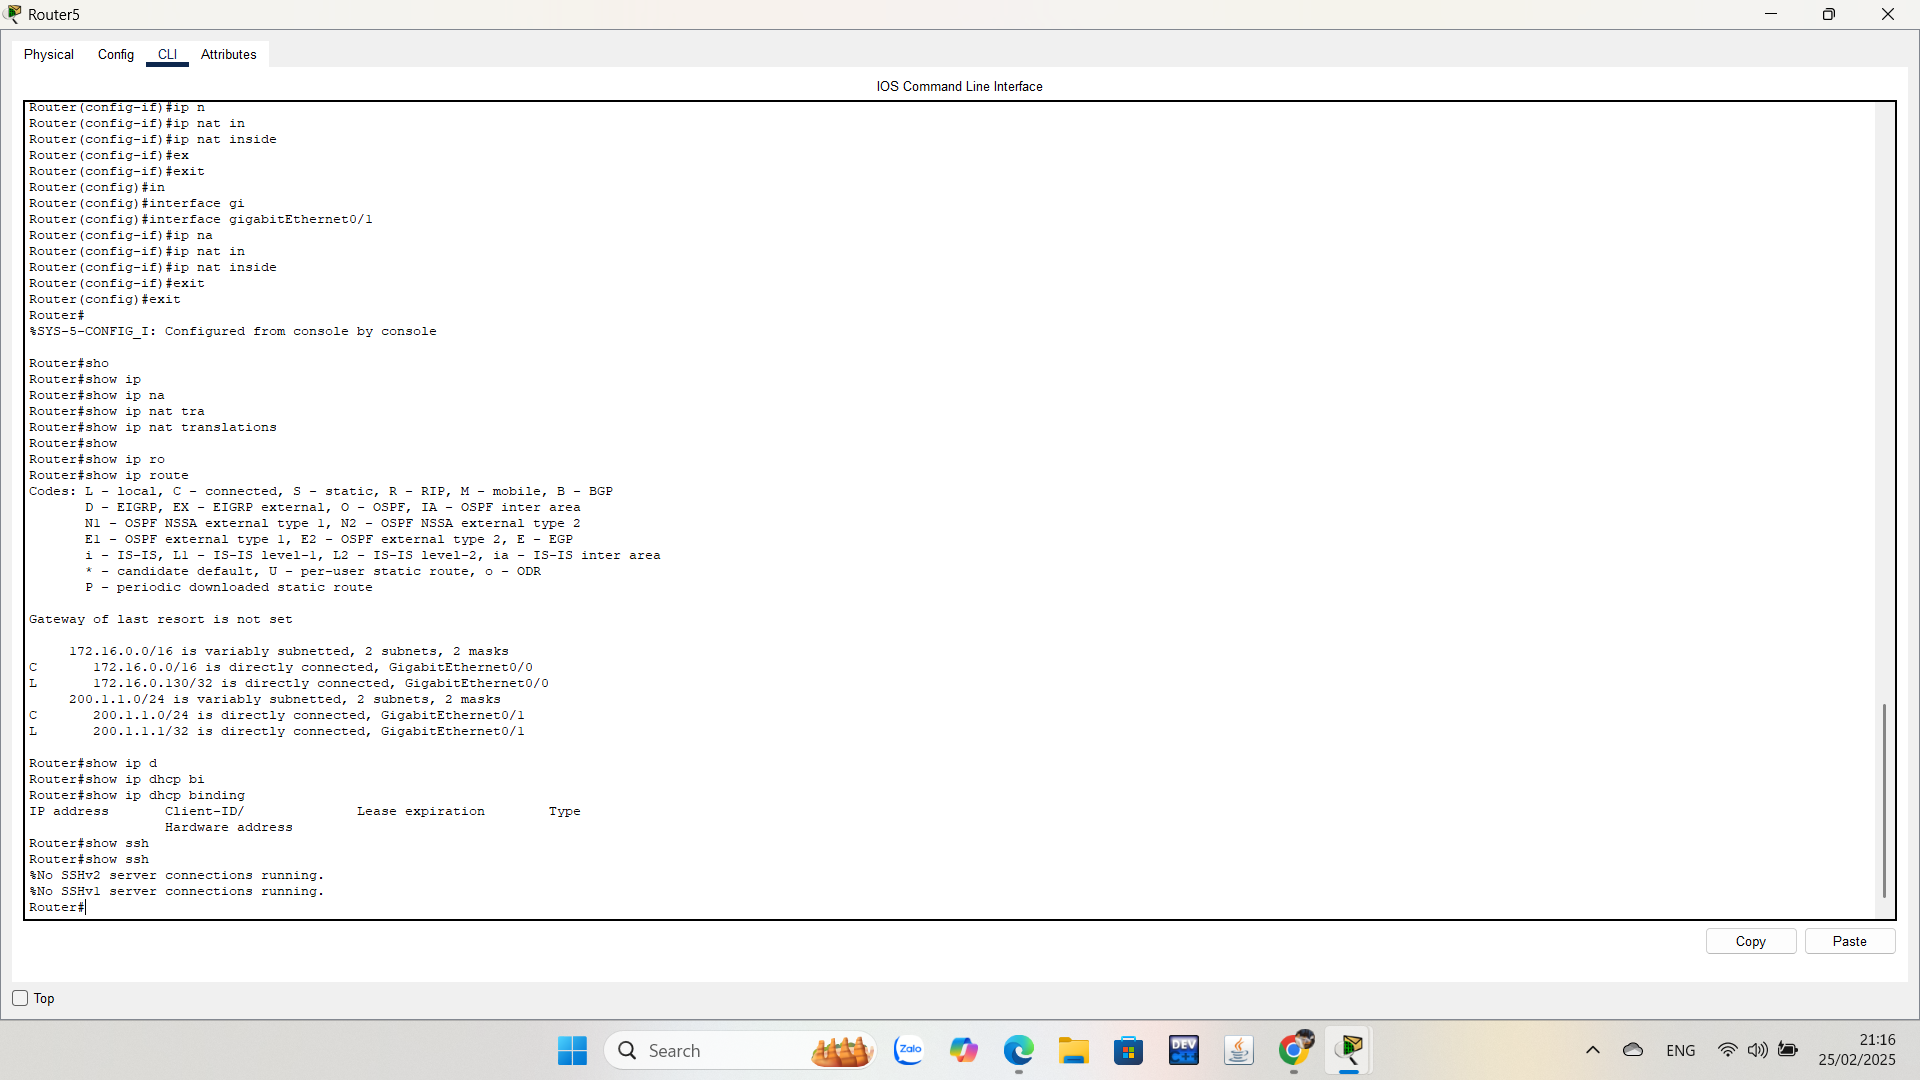 Router5
Physical Config CLI Attributes
IOS Command Line Interface
Router(config-if)#ip n
Router(config-if)#ip nat in
Router(config-if)#ip nat inside
Router(config-if)#ex
Router(config-if)#exit
Router(config)#in
Router(config)#interface gi
Router(config)#interface gigabitEthernet0/1
Router(config-if)#ip na
Router(config-if)#ip nat in
Router(config-if)#ip nat inside
Router(config-if)#exit
Router(config)#exit
Router#
%SYS-5-CONFIG_I: Configured from console by console
Router#sho
Router#show ip
Router#show ip na
Router#show ip nat tra
Router#show ip nat translations
Router#show
Router#show ip ro
Router#show ip route
Codes: L - local, C - connected, S - static, R - RIP, M - mobile, B - BGP
D - EIGRP, EX - EIGRP external, O - OSPF, IA - OSPF inter area
N1 - OSPF NSSA external type 1, N2 - OSPF NSSA external type 2
E1 - OSPF external type 1, E2 - OSPF external type 2, E - EGP
i - IS-IS, L1 - IS-IS level-1, L2 - IS-IS level-2, ia - IS-IS inter area
* - candidate default, U - per-user static route, o - ODR
P - periodic downloaded static route
Gateway of last resort is not set
172.16.0.0/16 is variably subnetted, 2 subnets, 2 masks
C 172.16.0.0/16 is directly connected, GigabitEthernet0/0
L 172.16.0.130/32 is directly connected, GigabitEthernet0/0
200.1.1.0/24 is variably subnetted, 2 subnets, 2 masks
C 200.1.1.0/24 is directly connected, GigabitEthernet0/1
L 200.1.1.1/32 is directly connected, GigabitEthernet0/1
Router#show ip d
Router#show ip dhcp bi
Router#show ip dhcp binding
IP address Client-ID/ Lease expiration Type
Hardware address
Router#show ssh
Router#show ssh
%No SSHv2 server connections running.
%No SSHv1 server connections running.
Router#
Copy Paste
Top
Search
Zalo
DEV C++
ENG
21:16
25/02/2025